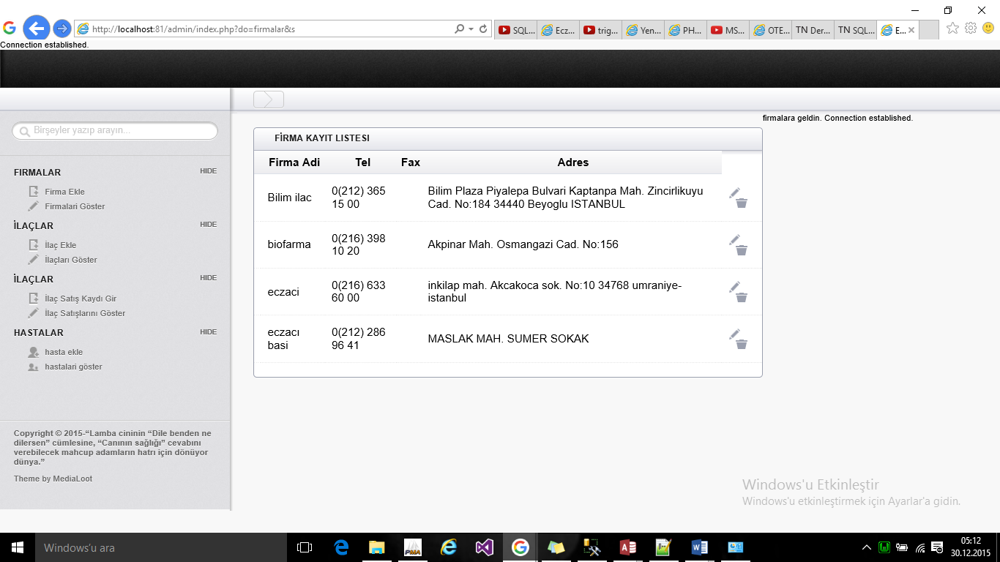 http://localhost:81/admin/index.php?do=firmalar&s
SQL...
Ecz...
trig...
Yen...
PH...
MS...
OTE...
TN Der...
TN SQL...
E...
Connection established.
Birşeyler yazıp arayın...
firmalara geldin. Connection established.
FIRMALAR HIDE
Firma Ekle
Firmalari Göster
İLAÇLAR HIDE
İlaç Ekle
İlaçları Göster
İLAÇLAR HIDE
İlaç Satış Kaydı Gir
İlaç Satışlarını Göster
HASTALAR HIDE
hasta ekle
hastalari göster
Copyright © 2015-“Lamba cininin “Dile benden ne
dilersen” cümlesine, “Canının sağlığı” cevabını
verebilecek mahcup adamların hatrı için dönüyor
dünya.”
Theme by MediaLoot
FİRMA KAYIT LISTESI
Firma Adi Tel Fax Adres
Bilim ilac 0(212) 365 15 00 Bilim Plaza Piyalepa Bulvari Kaptanpa Mah. Zincirlikuyu
Cad. No:184 34440 Beyoglu ISTANBUL
biofarma 0(216) 398 10 20 Akpinar Mah. Osmangazi Cad. No:156
eczaci 0(216) 633 60 00 inkilap mah. Akcakoca sok. No:10 34768 umraniye-
istanbul
eczacı basi 0(212) 286 96 41 MASLAK MAH. SUMER SOKAK
Windows'u Etkinleştir
Windows'u etkinleştirmek için Ayarlar'a gidin.
Windows'u ara
PMA
05:12
30.12.2015